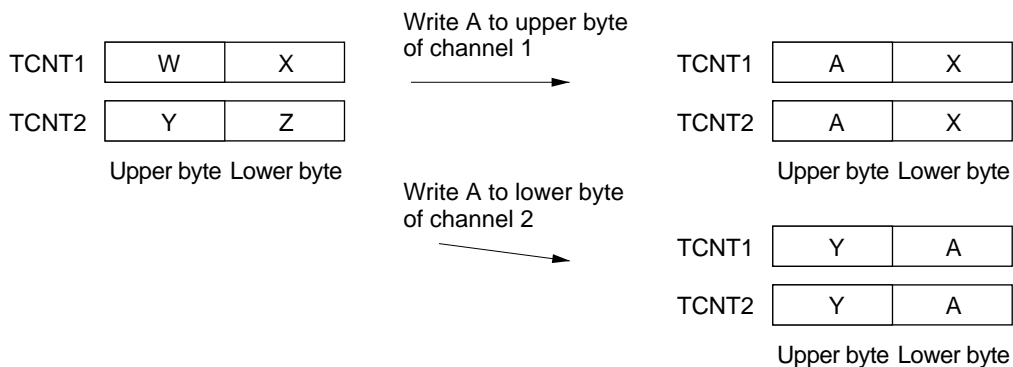 Write A to upper byte
of channel 1
TCNT1 W X
TCNT2 Y Z
Upper byte Lower byte
TCNT1 A X
TCNT2 A X
Upper byte Lower byte
Write A to lower byte
of channel 2
TCNT1 Y A
TCNT2 Y A
Upper byte Lower byte